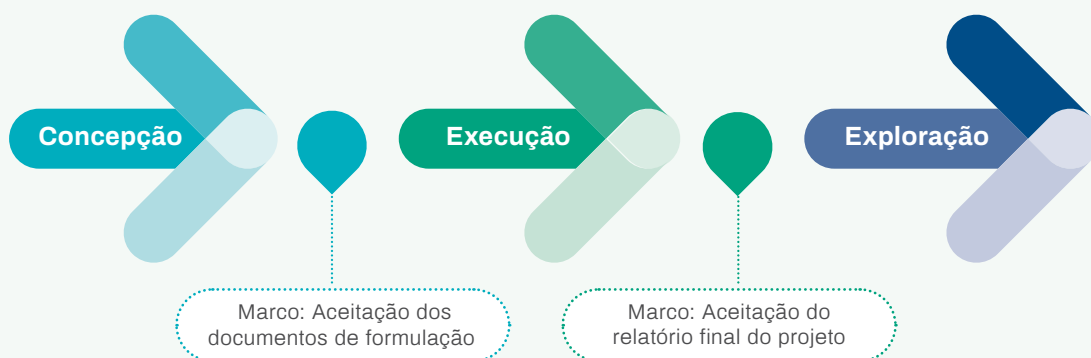 Concepção
Execução
Exploração
Marco: Aceitação dos
documentos de formulação
Marco: Aceitação do
relatório final do projeto